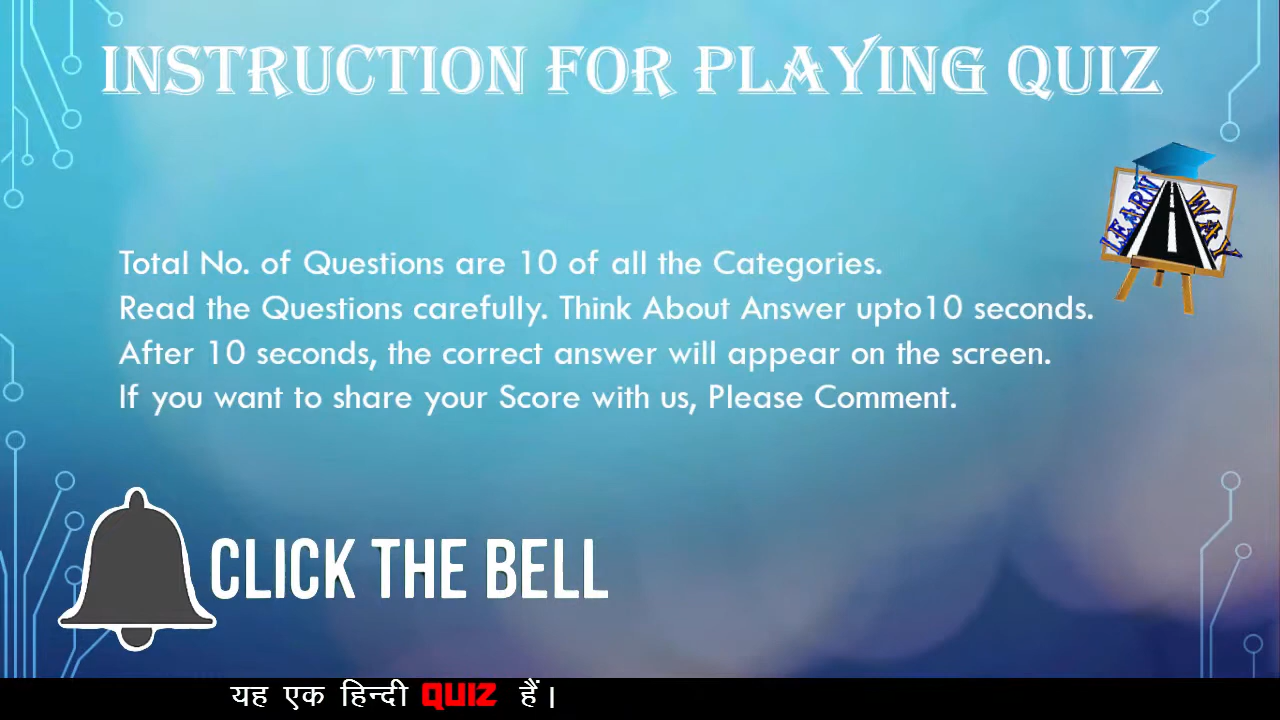 INSTRUCTION FOR PLAYING QUIZ
LEARN WAY
Total No. of Questions are 10 of all the Categories.
Read the Questions carefully. Think About Answer upto10 seconds.
After 10 seconds, the correct answer will appear on the screen.
If you want to share your Score with us, Please Comment.
CLICK THE BELL
यह एक हिन्दी QUIZ हैं।